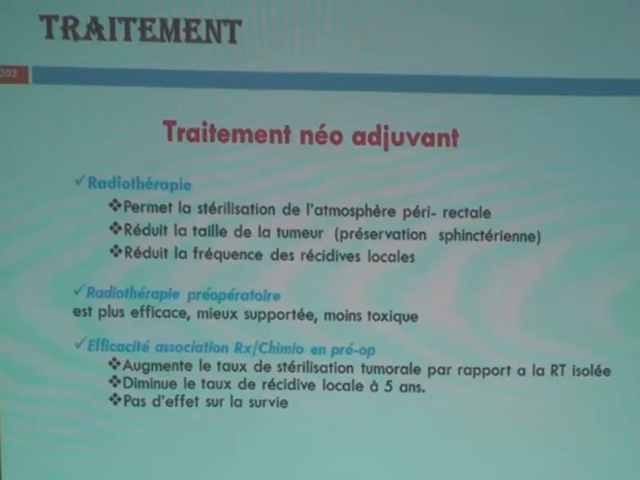 TRAITEMENT
302
Traitement néo adjuvant
✓Radiothérapie
❖Permet la stérilisation de l'atmosphère péri- rectale
❖Réduit la taille de la tumeur (préservation sphinctérienne)
❖Réduit la fréquence des récidives locales
✓Radiothérapie préopératoire
est plus efficace, mieux supportée, moins toxique
✓Efficacité association Rx/Chimio en pré-op
❖Augmente le taux de stérilisation tumorale par rapport a la RT isolée
❖Diminue le taux de récidive locale à 5 ans.
❖Pas d'effet sur la survie